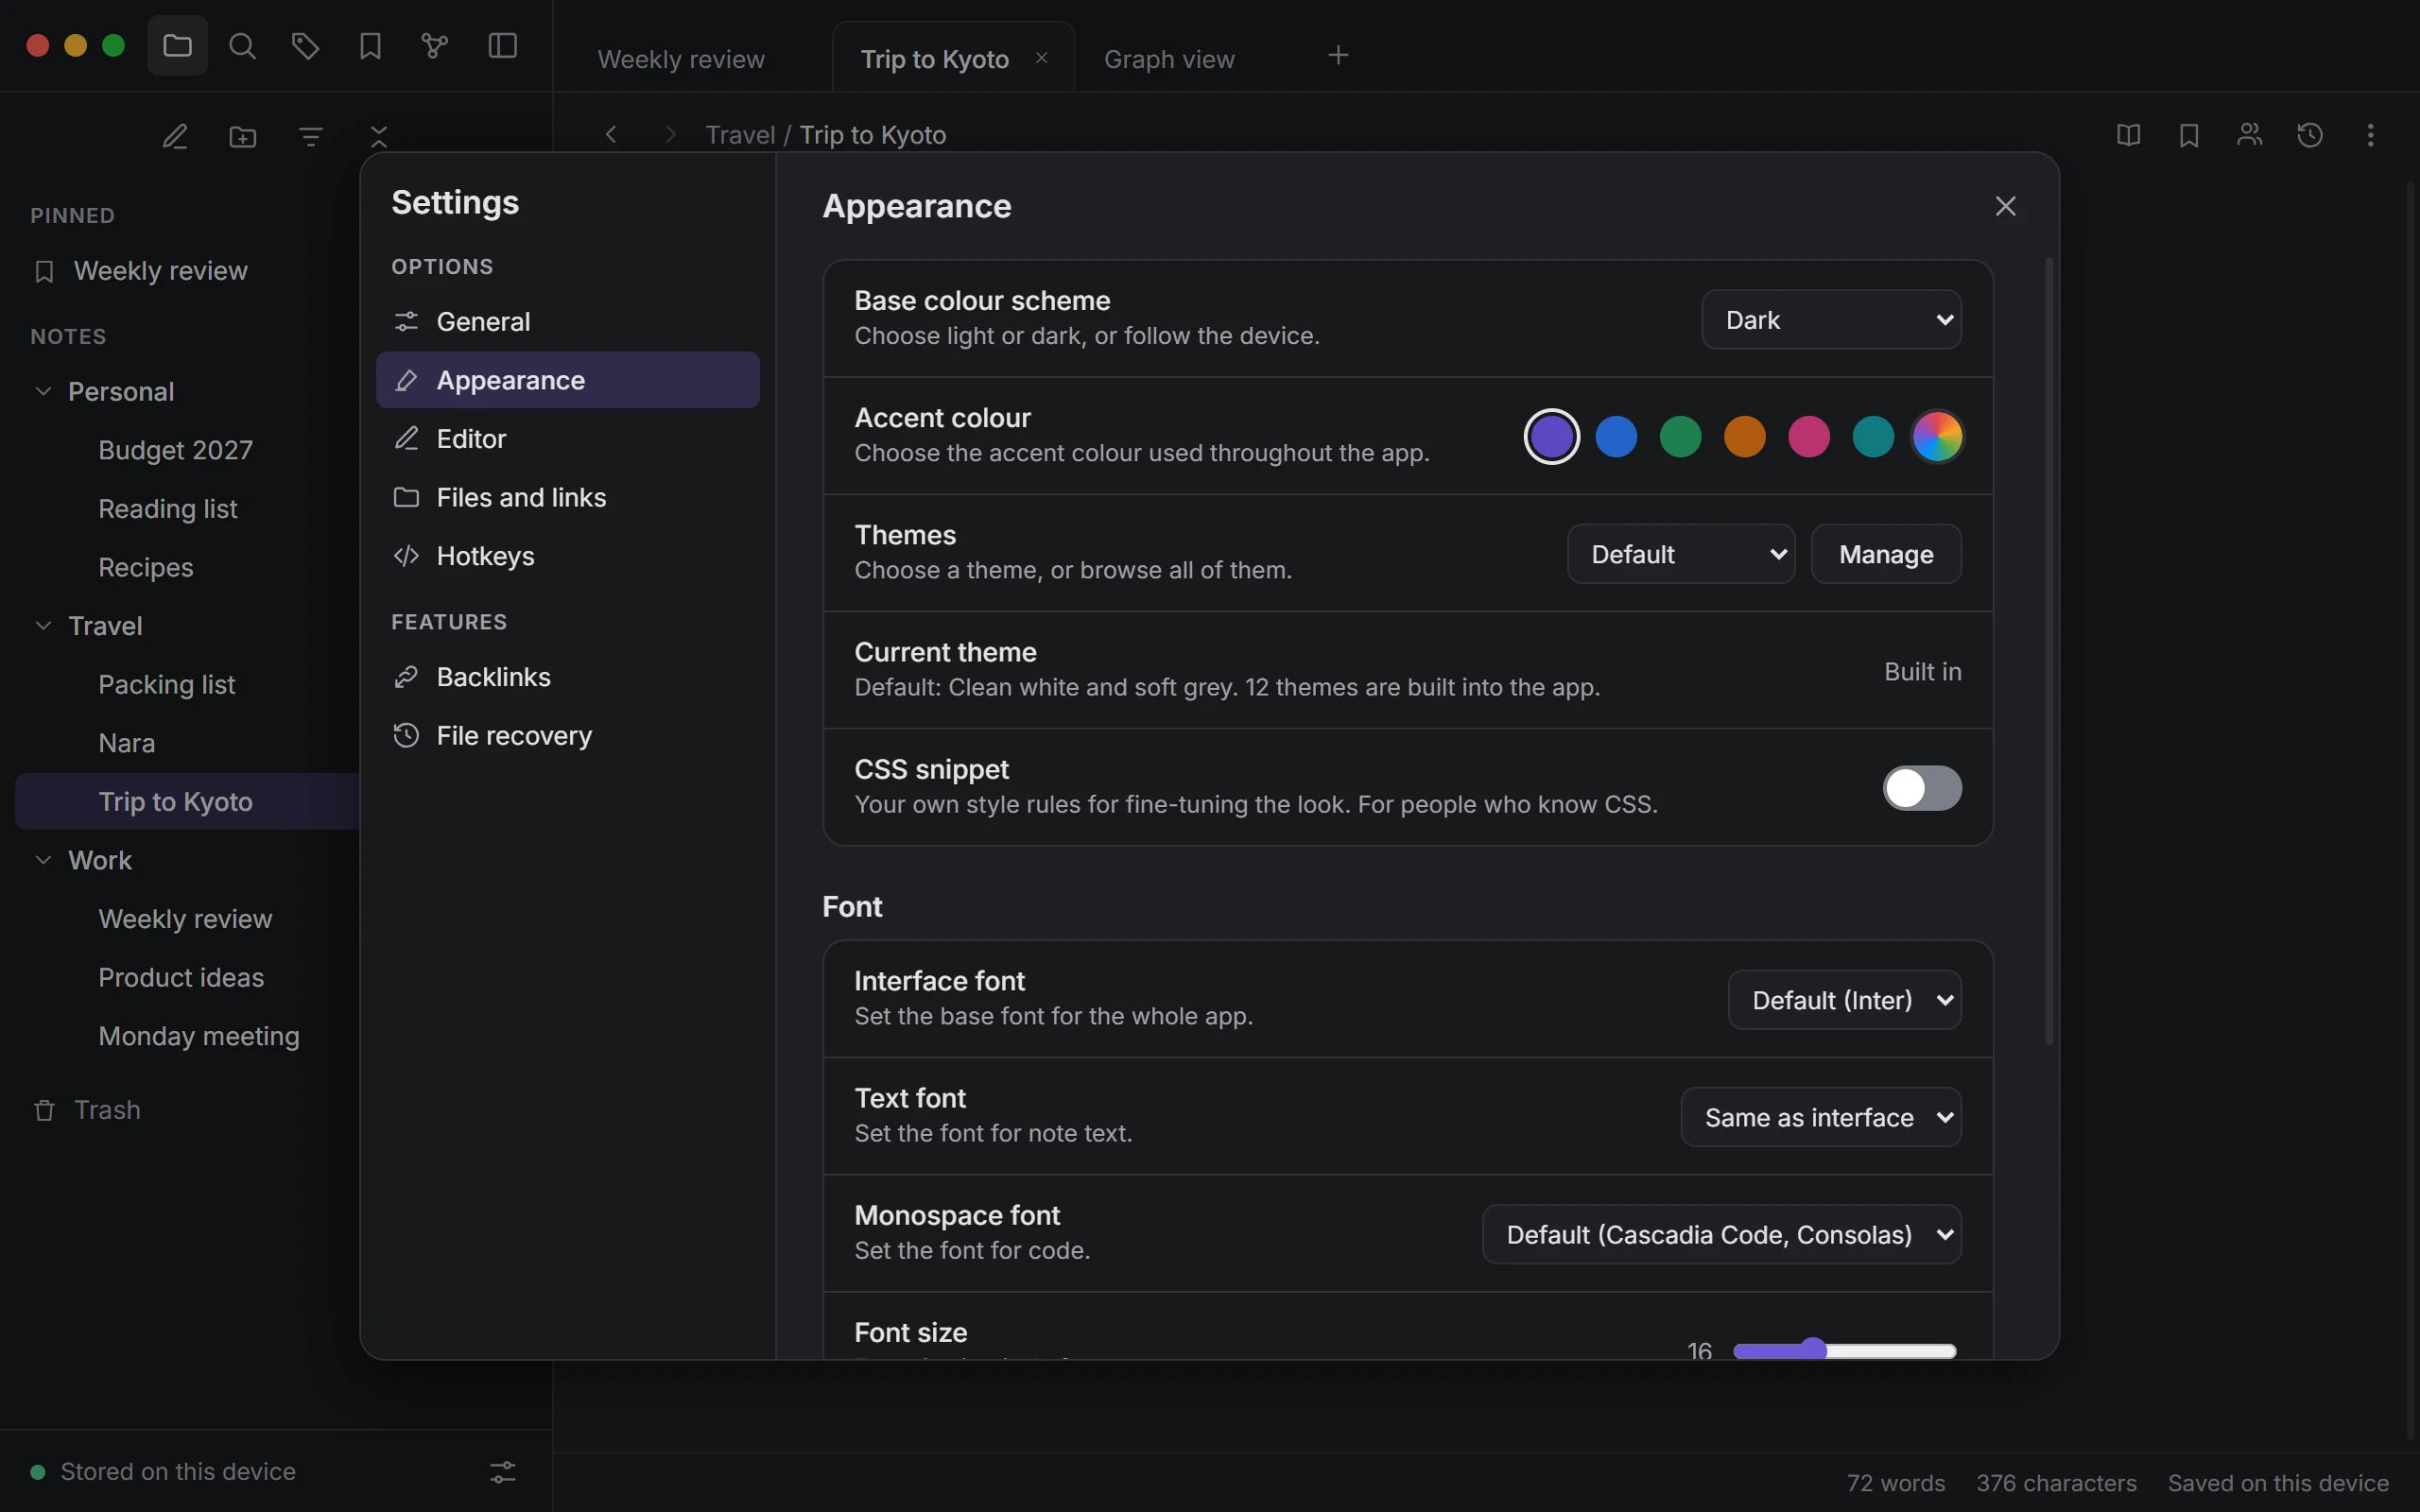 Weekly review
Trip to Kyoto
Graph view
Travel / Trip to Kyoto
PINNED
Weekly review
NOTES
Personal
Budget 2027
Reading list
Recipes
Travel
Packing list
Nara
Trip to Kyoto
Work
Weekly review
Product ideas
Monday meeting
Trash
Stored on this device
Settings
OPTIONS
General
Appearance
Editor
Files and links
Hotkeys
FEATURES
Backlinks
File recovery
Appearance
Base colour scheme
Choose light or dark, or follow the device.
Dark
Accent colour
Choose the accent colour used throughout the app.
Themes
Choose a theme, or browse all of them.
Default
Manage
Current theme
Default: Clean white and soft grey. 12 themes are built into the app.
Built in
CSS snippet
Your own style rules for fine-tuning the look. For people who know CSS.
Font
Interface font
Set the base font for the whole app.
Default (Inter)
Text font
Set the font for note text.
Same as interface
Monospace font
Set the font for code.
Default (Cascadia Code, Consolas)
Font size
16
72 words
376 characters
Saved on this device